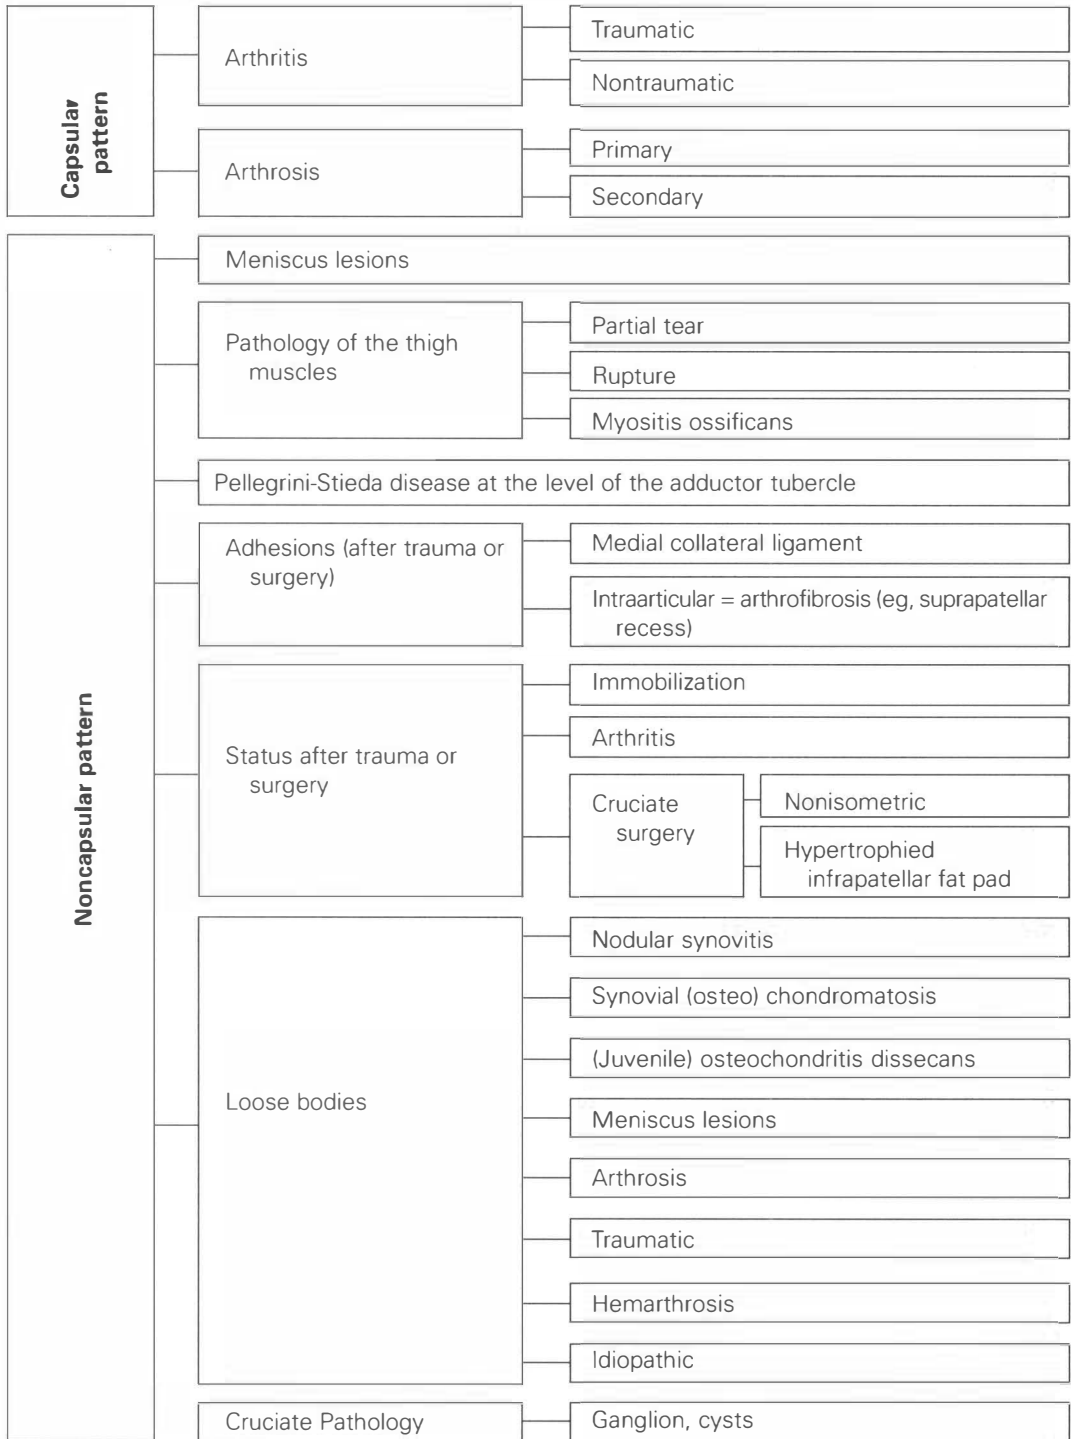 Capsular
pattern
Arthritis
Traumatic
Nontraumatic
Arthrosis
Primary
Secondary
Noncapsular pattern
Meniscus lesions
Pathology of the thigh
muscles
Partial tear
Rupture
Myositis ossificans
Pellegrini-Stieda disease at the level of the adductor tubercle
Adhesions (after trauma or
surgery)
Medial collateral ligament
Intraarticular = arthrofibrosis (eg, suprapatellar
recess)
Status after trauma or
surgery
Immobilization
Arthritis
Cruciate
surgery
Nonisometric
Hypertrophied
infrapatellar fat pad
Loose bodies
Nodular synovitis
Synovial (osteo) chondromatosis
(Juvenile) osteochondritis dissecans
Meniscus lesions
Arthrosis
Traumatic
Hemarthrosis
Idiopathic
Cruciate Pathology
Ganglion, cysts